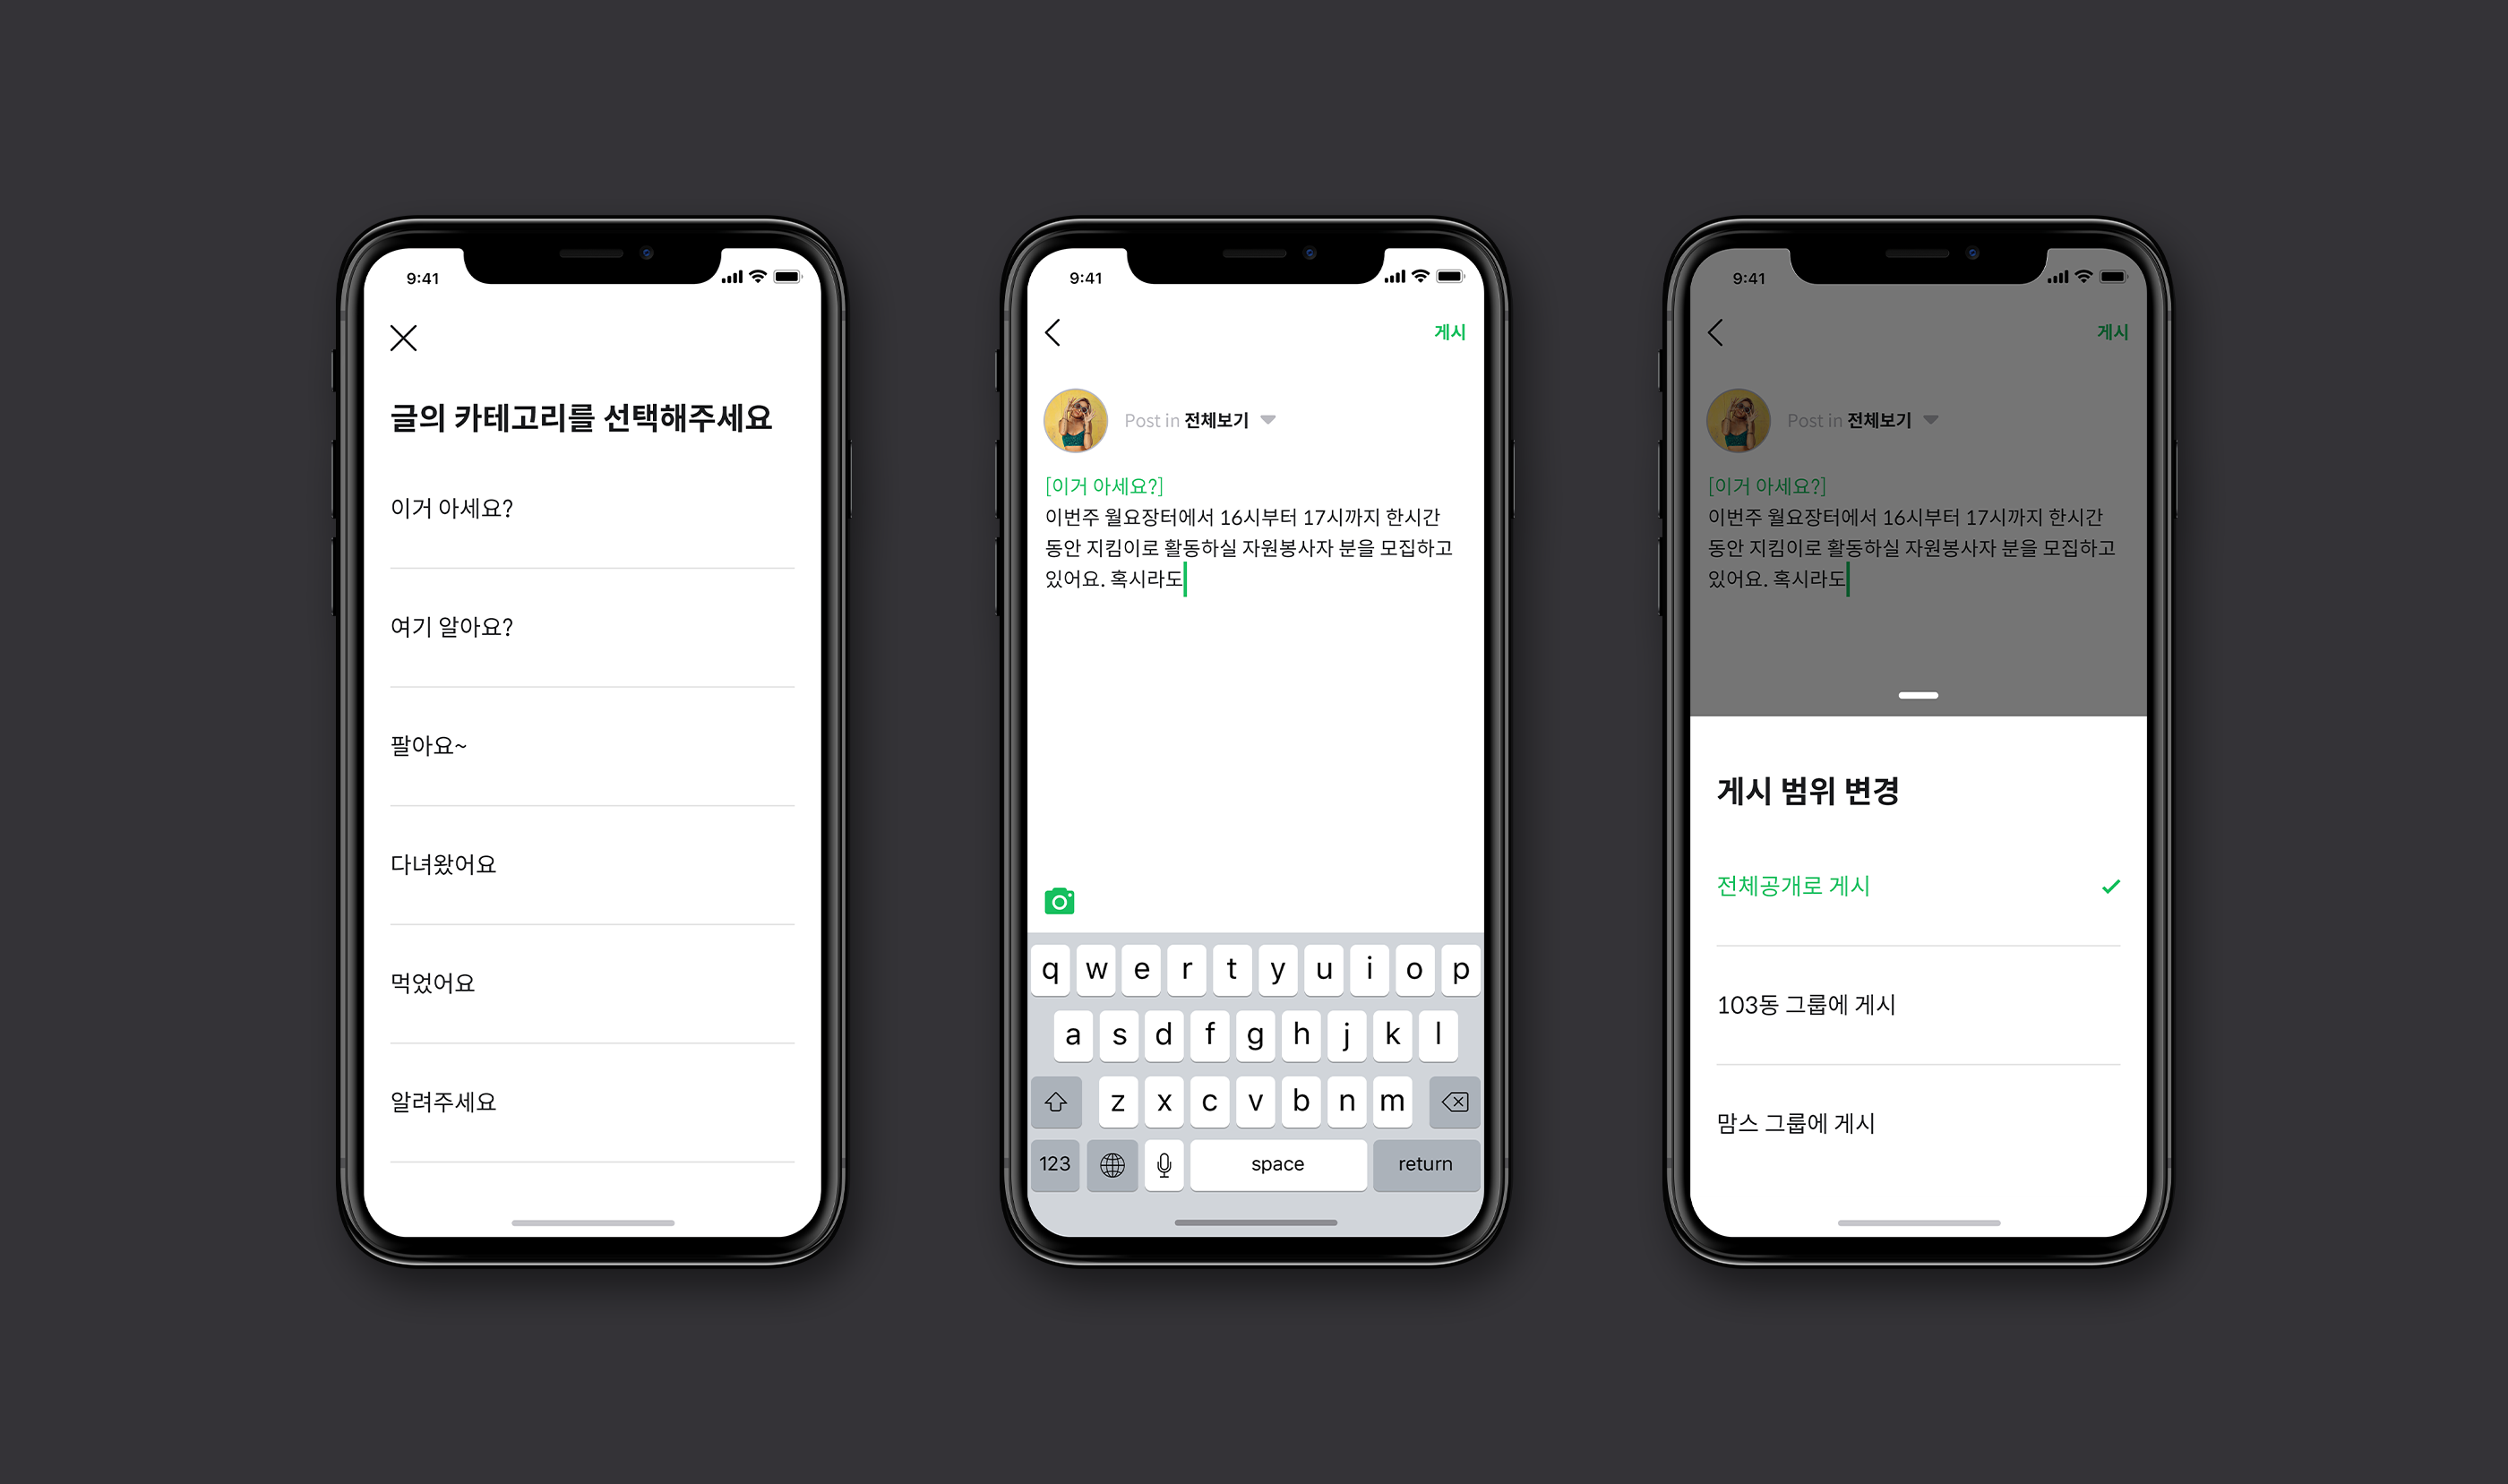 9:41
글의 카테고리를 선택해주세요
이거 아세요?
여기 알아요?
팔아요~
다녀왔어요
먹었어요
알려주세요
9:41
게시
Post in 전체보기
[이거 아세요?]
이번주 월요장터에서 16시부터 17시까지 한시간
동안 지킴이로 활동하실 자원봉사자 분을 모집하고
있어요. 혹시라도
q w e r t y u i o p
a s d f g h j k l
z x c v b n m
123 space return
9:41
게시
Post in 전체보기
[이거 아세요?]
이번주 월요장터에서 16시부터 17시까지 한시간
동안 지킴이로 활동하실 자원봉사자 분을 모집하고
있어요. 혹시라도
게시 범위 변경
전체공개로 게시
103동 그룹에 게시
맘스 그룹에 게시